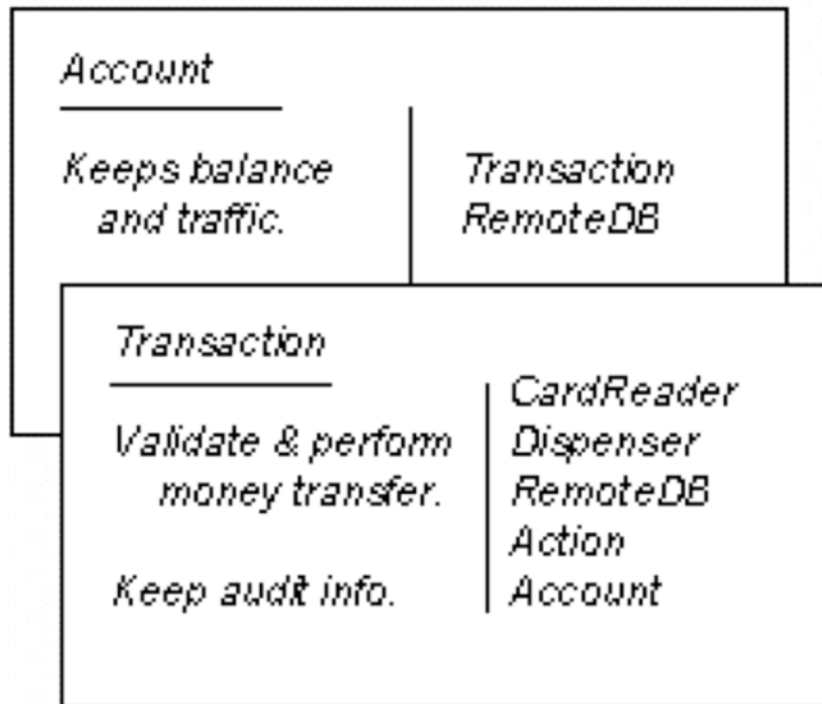 Account
Keeps balance
and traffic.
Transaction
RemoteDB
Transaction
Validate & perform
money transfer.
Keep audit info.
CardReader
Dispenser
RemoteDB
Action
Account